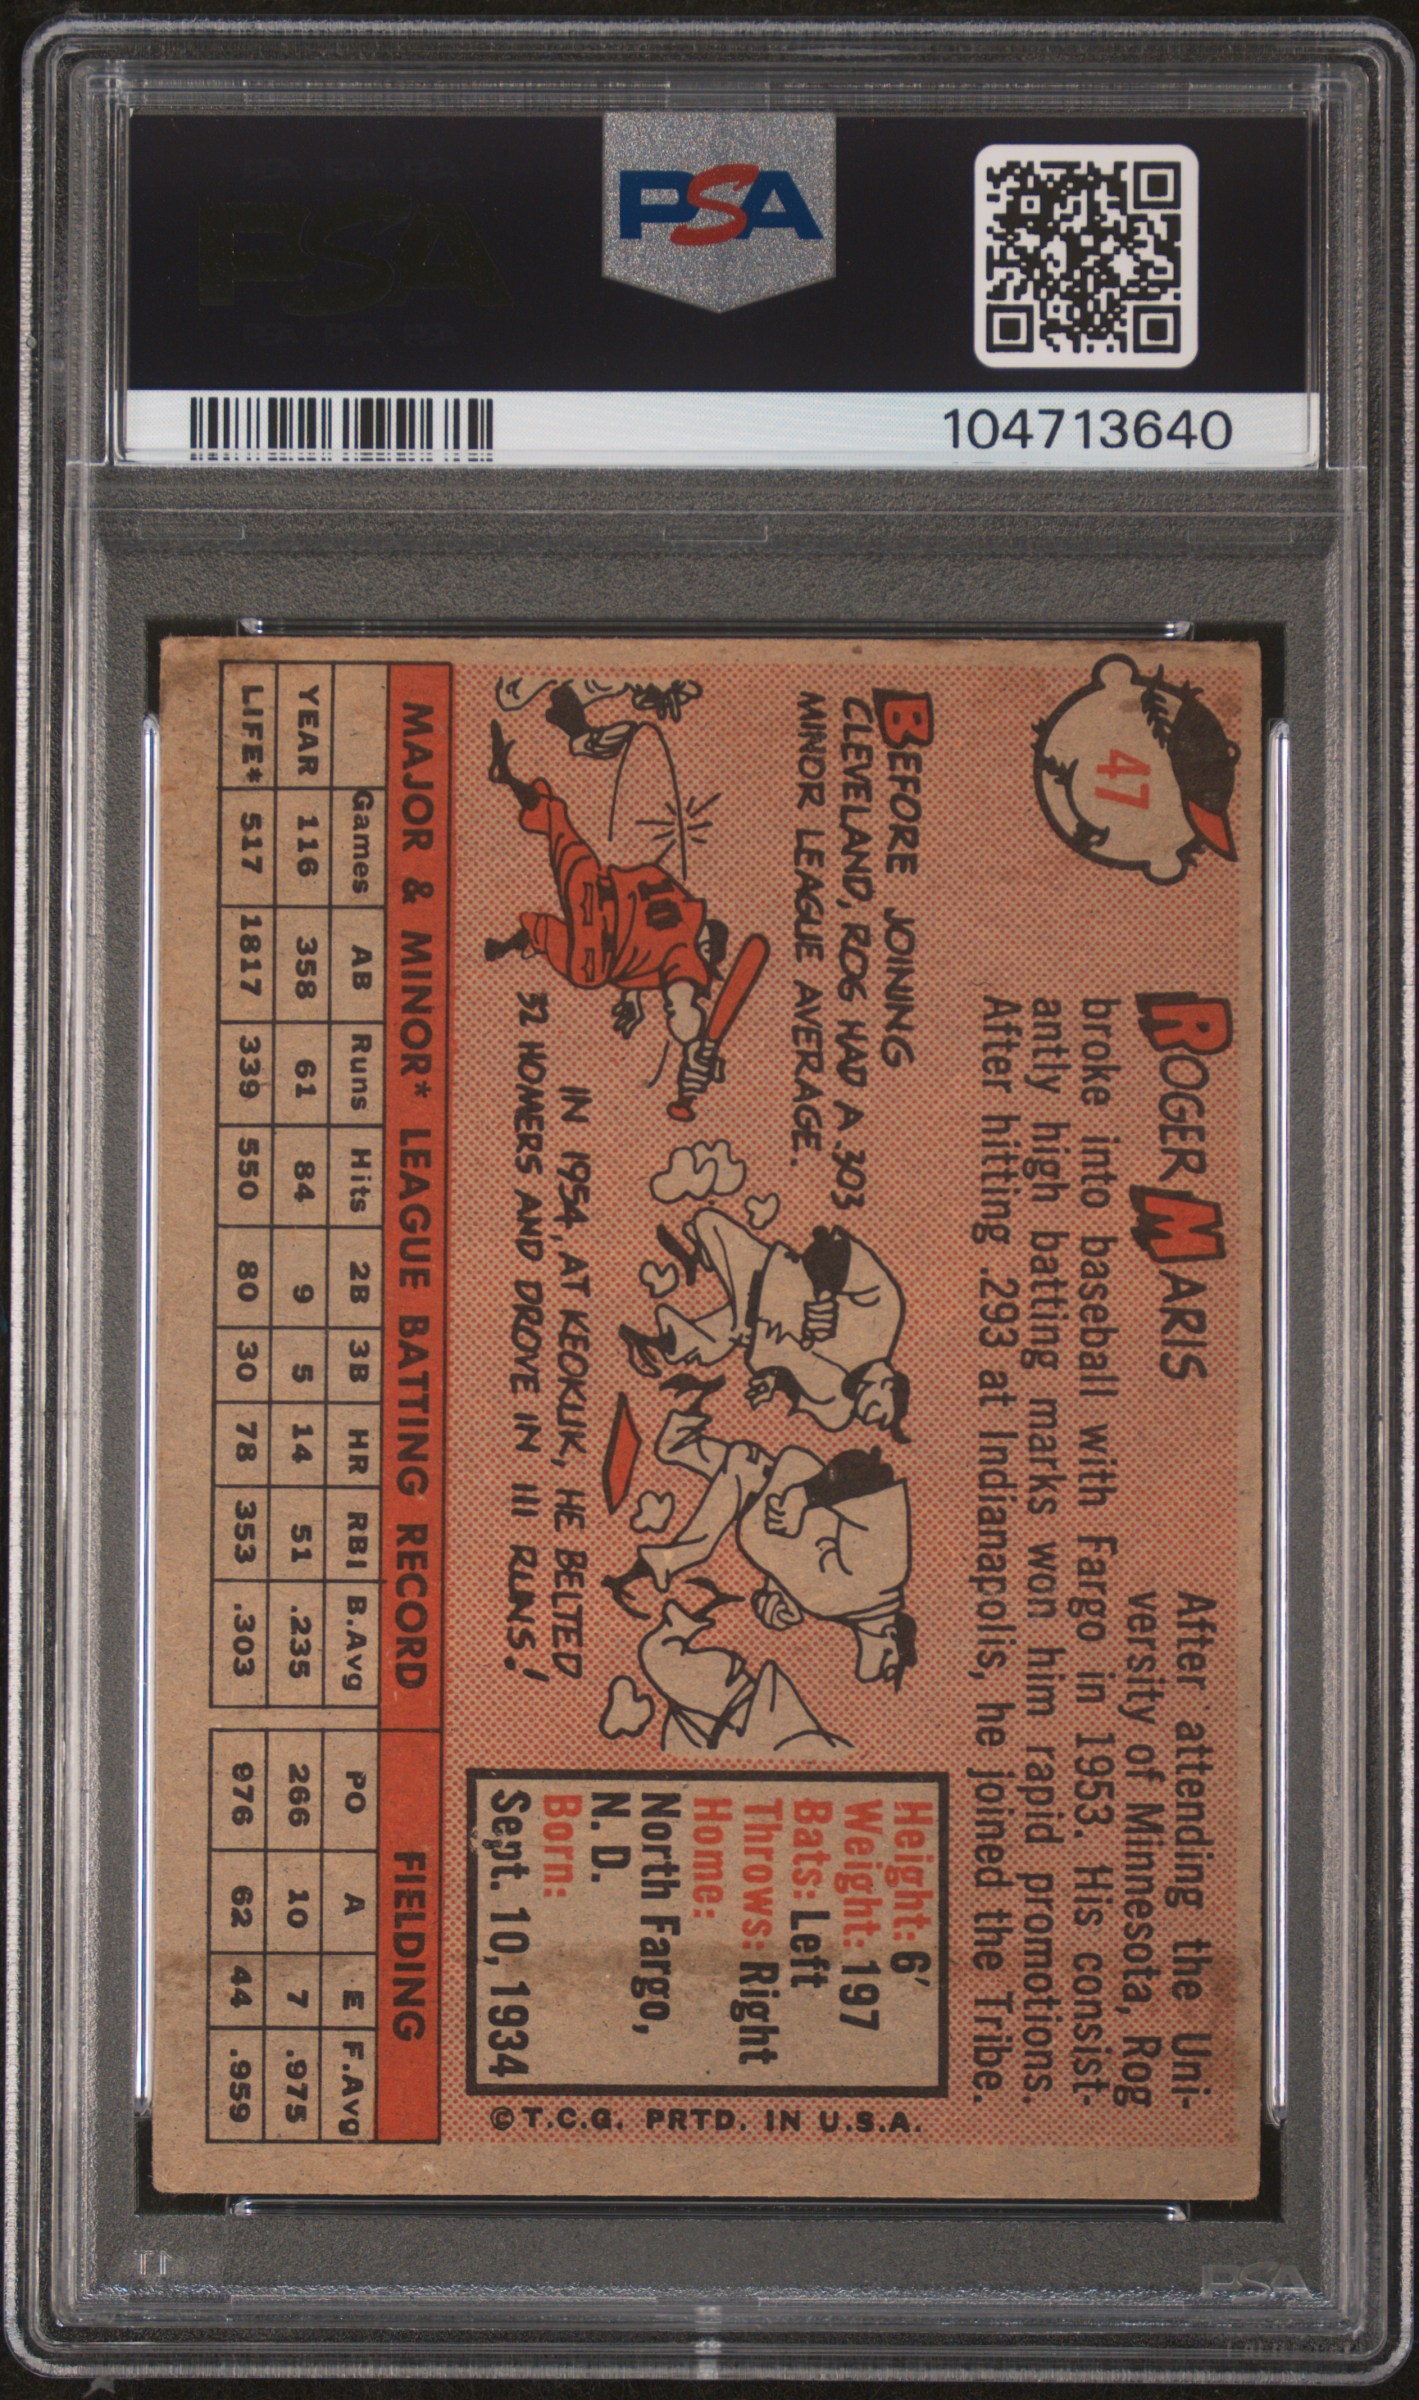 PSA
PSA
104713640
47
ROGER MARIS
After attending the Uni-
versity of Minnesota, Rog
broke into baseball with Fargo in 1953. His consist-
antly high batting marks won him rapid promotions.
After hitting .293 at Indianapolis, he joined the Tribe.
BEFORE JOINING
CLEVELAND, ROG HAD A .303
MINOR LEAGUE AVERAGE.
10
IN 1954, AT KEOKUK, HE BELTED
32 HOMERS AND DROVE IN 111 RUNS!
Height: 6'
Weight: 197
Bats: Left
Throws: Right
Home:
North Fargo,
N. D.
Born:
Sept. 10, 1934
© T.C.G. PRTD. IN U.S.A.
MAJOR & MINOR* LEAGUE BATTING RECORD FIELDING
Games AB Runs Hits 2B 3B HR RBI B.Avg PO A E F.Avg
YEAR 116 358 61 84 9 5 14 51 .235 266 10 7 .975
LIFE* 517 1817 339 550 80 30 78 353 .303 976 62 44 .959
PSA